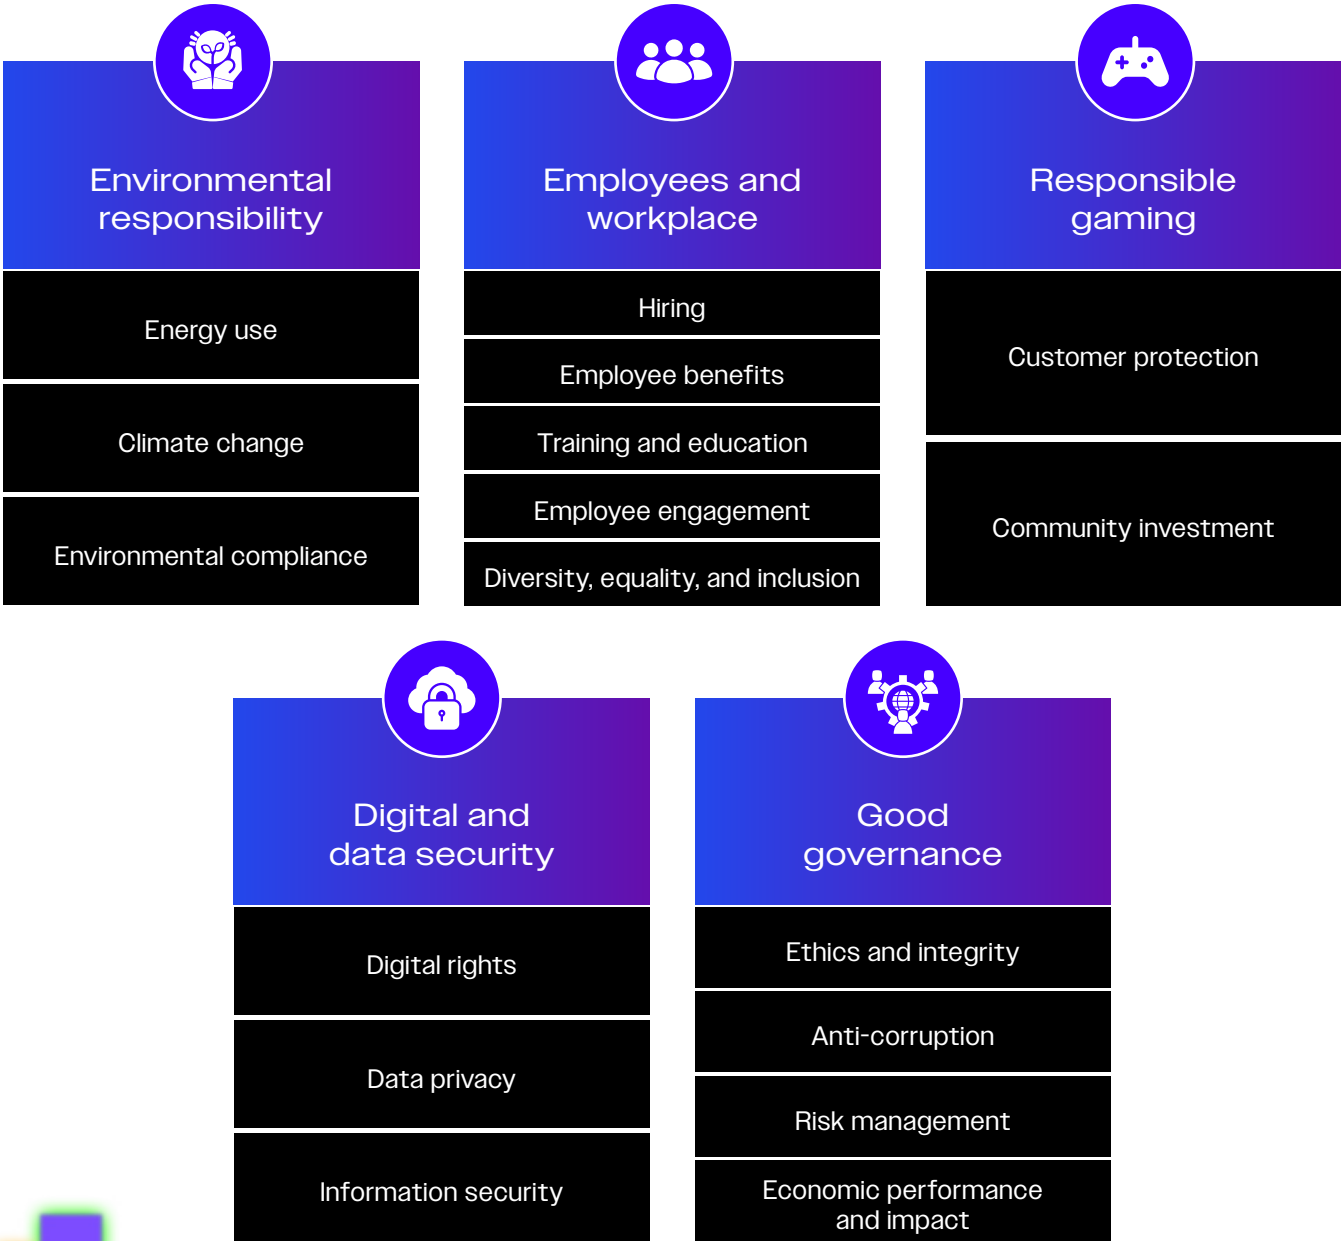 Environmental
responsibility
Energy use
Climate change
Environmental compliance
Employees and
workplace
Hiring
Employee benefits
Training and education
Employee engagement
Diversity, equality, and inclusion
Responsible
gaming
Customer protection
Community investment
Digital and
data security
Digital rights
Data privacy
Information security
Good
governance
Ethics and integrity
Anti-corruption
Risk management
Economic performance
and impact